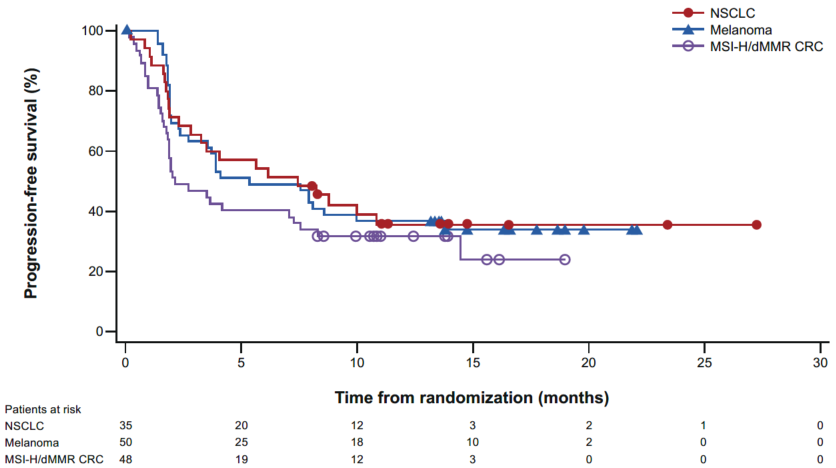 NSCLC
Melanoma
MSI-H/dMMR CRC
Progression-free survival (%)
100
80
60
40
20
0
0 5 10 15 20 25 30
Time from randomization (months)
Patients at risk
NSCLC 35 20 12 3 2 1 0
Melanoma 50 25 18 10 2 0 0
MSI-H/dMMR CRC 48 19 12 3 0 0 0